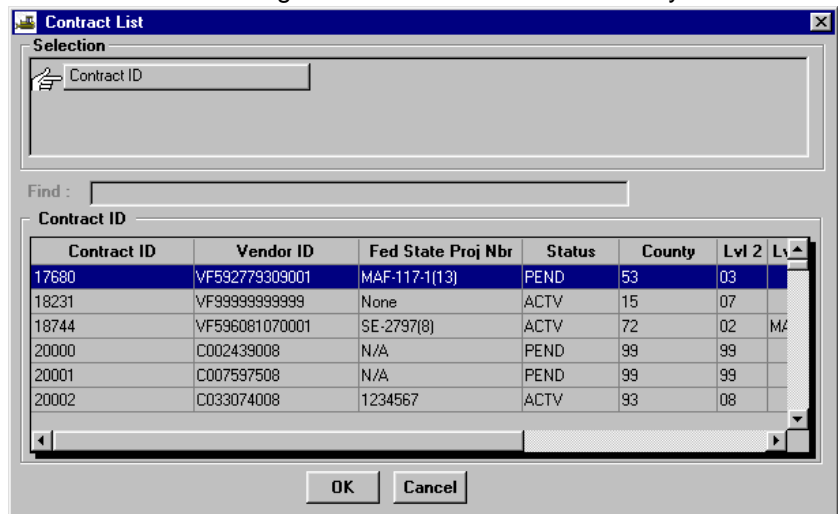 Contract List
Selection
Contract ID
Find :
Contract ID
Contract ID Vendor ID Fed State Proj Nbr Status County Lvl 2
17680 VF592779309001 MAF-117-1(13) PEND 53 03
18231 VF99999999999 None ACTV 15 07
18744 VF596081070001 SE-2797(8) ACTV 72 02
20000 C002439008 N/A PEND 99 99
20001 C007597508 N/A PEND 99 99
20002 C033074008 1234567 ACTV 93 08
OK Cancel